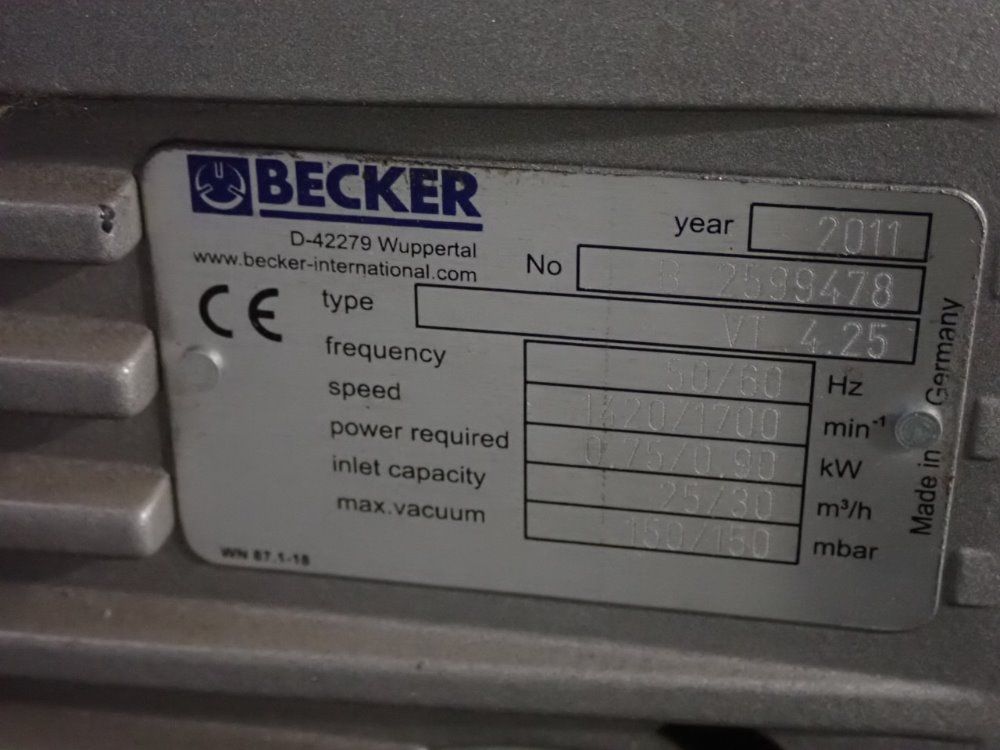 BECKER
D-42279 Wuppertal
www.becker-international.com
year 2011
No B 2599478
CE type VT 4.25
frequency 50/60 Hz
speed 1420/1700 min-¹
power required 0.75/0.90 kW
inlet capacity 25/30 m³/h
max.vacuum 150/150 mbar
WN 87.1-18
Made in Germany